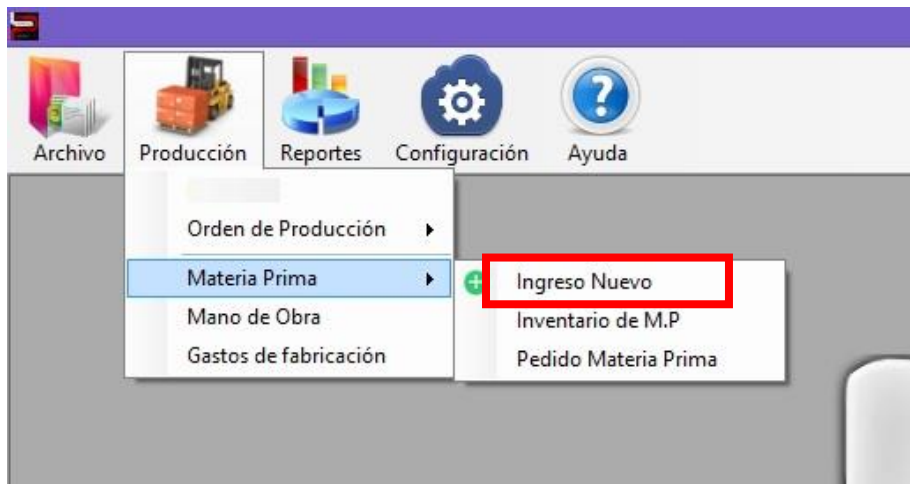 Archivo
Producción
Reportes
Configuración
Ayuda
Orden de Producción
Materia Prima
Mano de Obra
Gastos de fabricación
Ingreso Nuevo
Inventario de M.P
Pedido Materia Prima